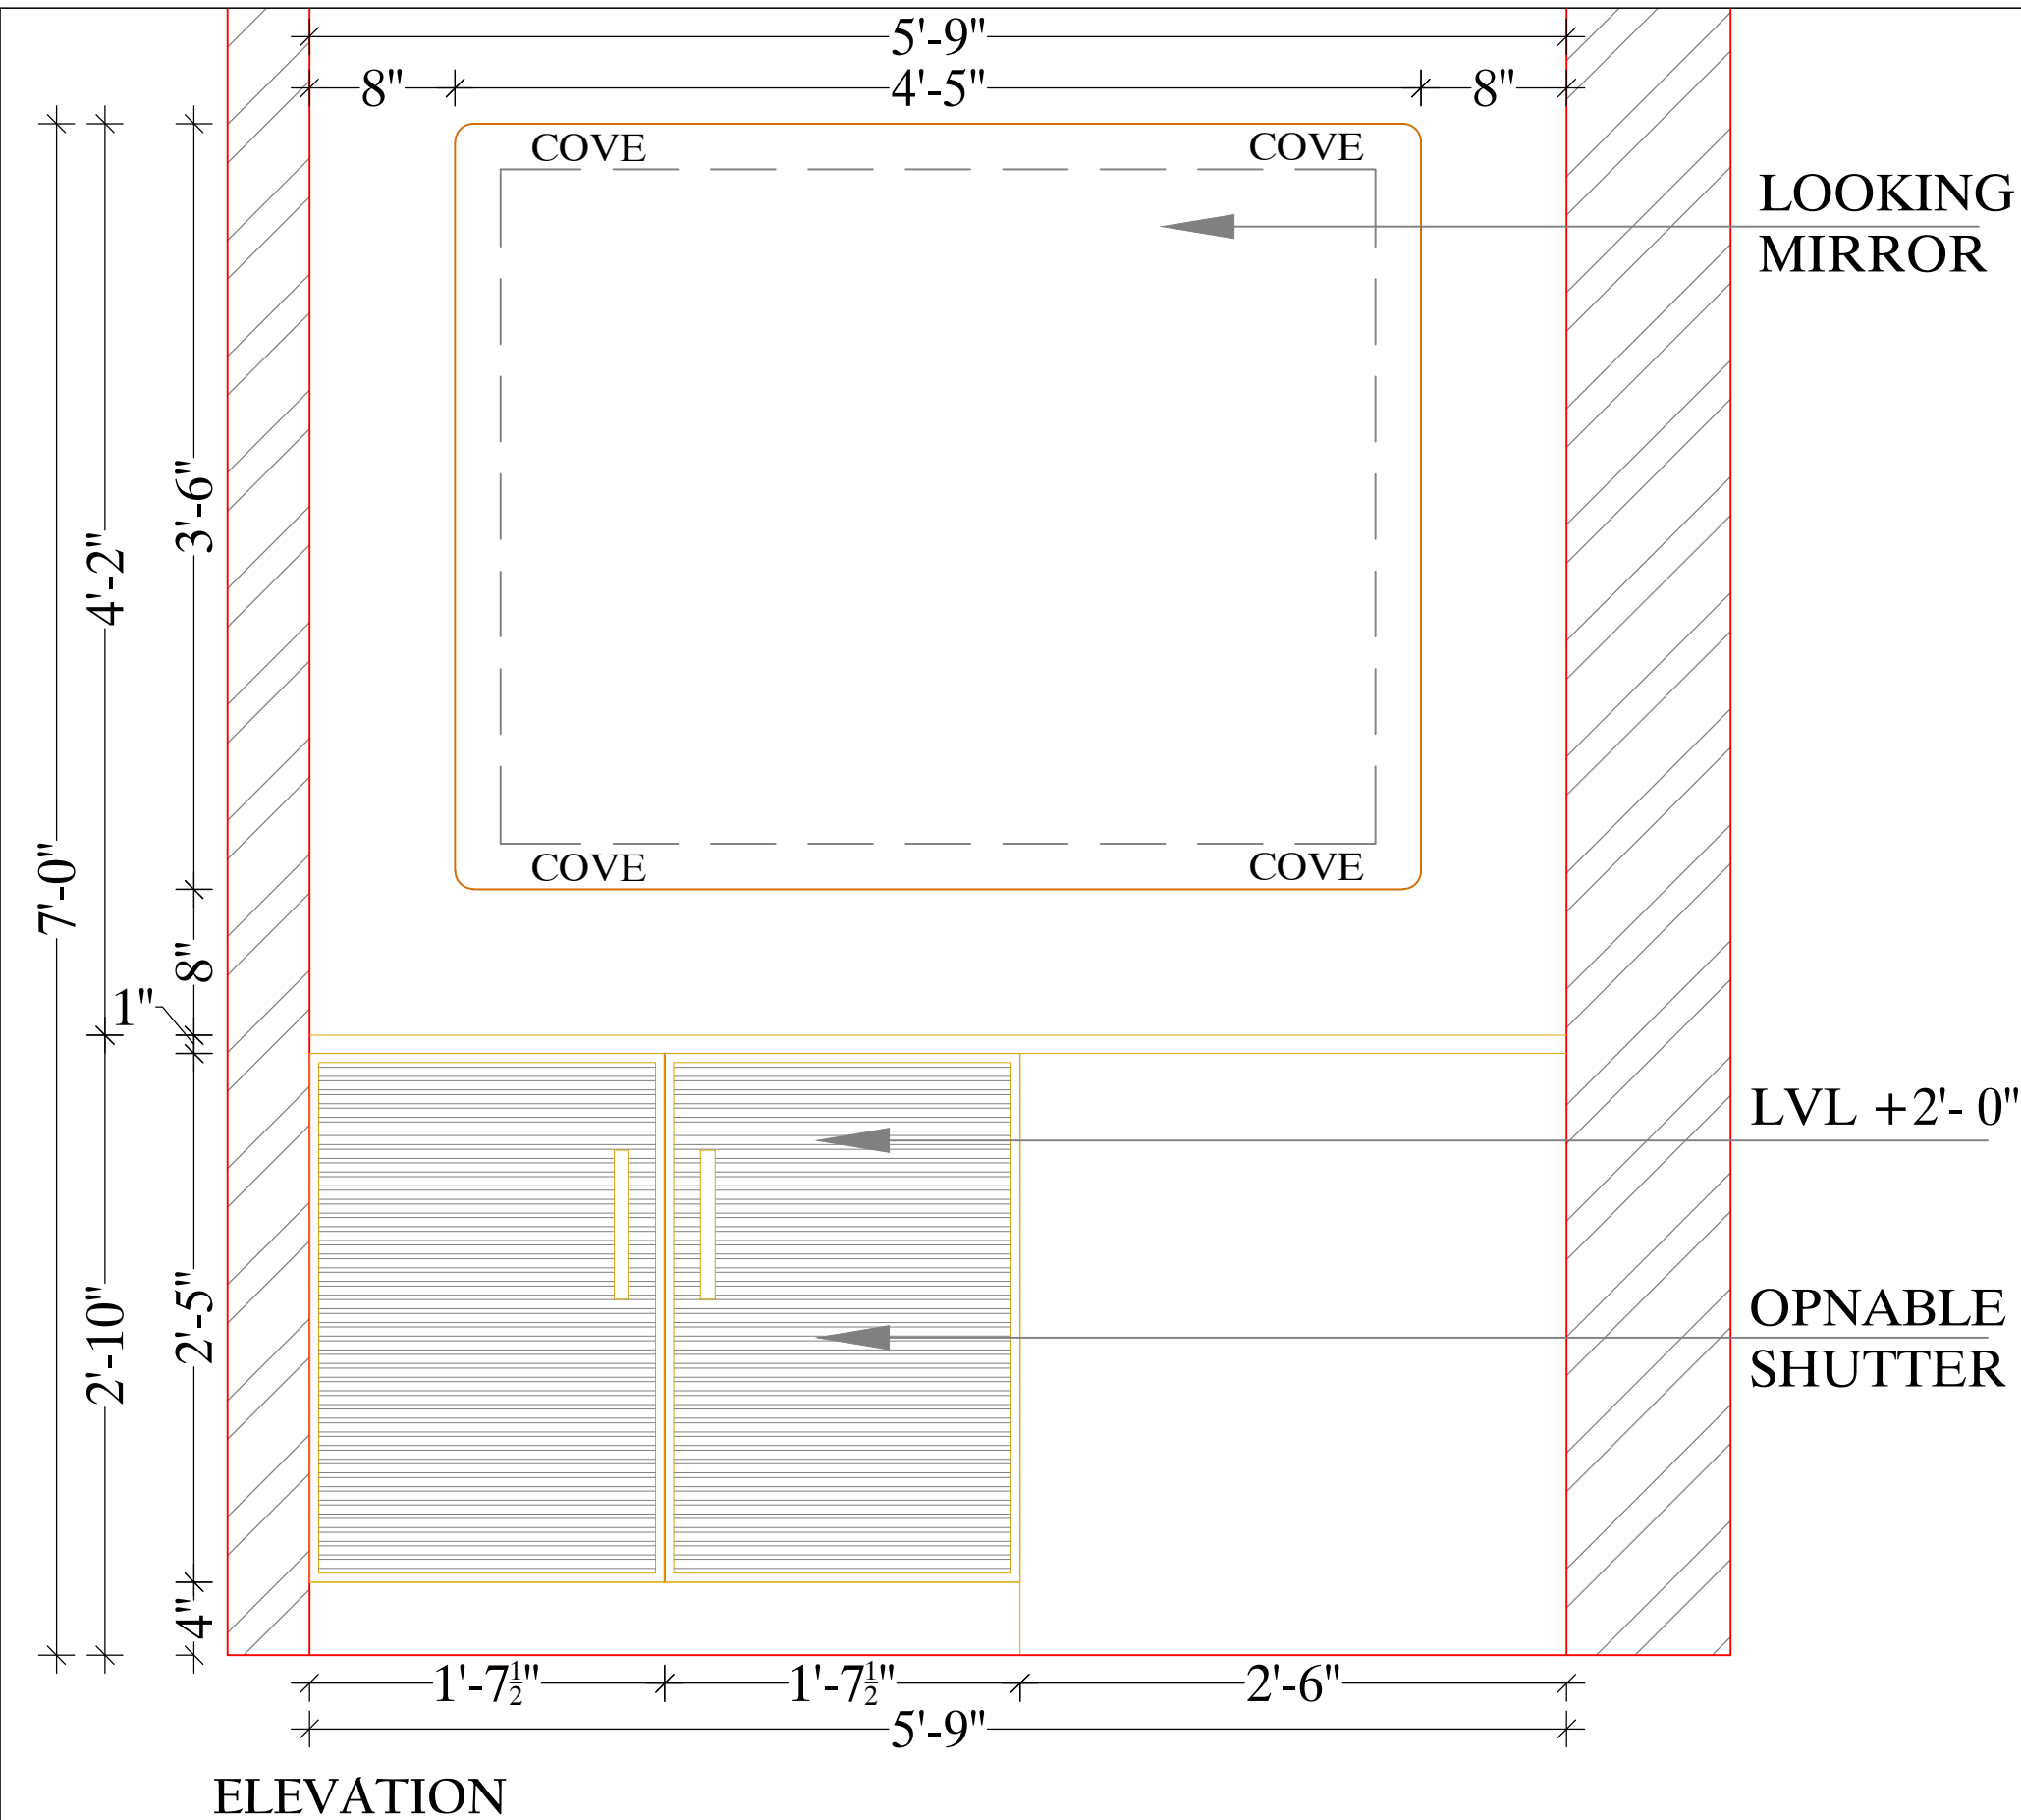 5'-9"
8" 4'-5" 8"
COVE COVE
LOOKING
MIRROR
3'-6"
4'-2"
7'-0"
COVE COVE
8"
1"
LVL +2'- 0"
2'-5"
2'-10"
OPNABLE
SHUTTER
4"
1'-7½" 1'-7½" 2'-6"
5'-9"
ELEVATION